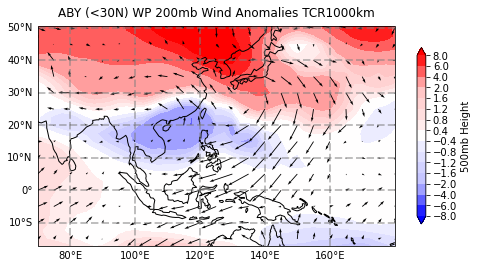 ABY (<30N) WP 200mb Wind Anomalies TCR1000km
50°N
40°N
30°N
20°N
10°N
0°
10°S
80°E
100°E
120°E
140°E
160°E
8.0
6.0
4.0
2.0
1.6
1.2
0.8
0.4
−0.4
−0.8
−1.2
−1.6
−2.0
−4.0
−6.0
−8.0
500mb Height